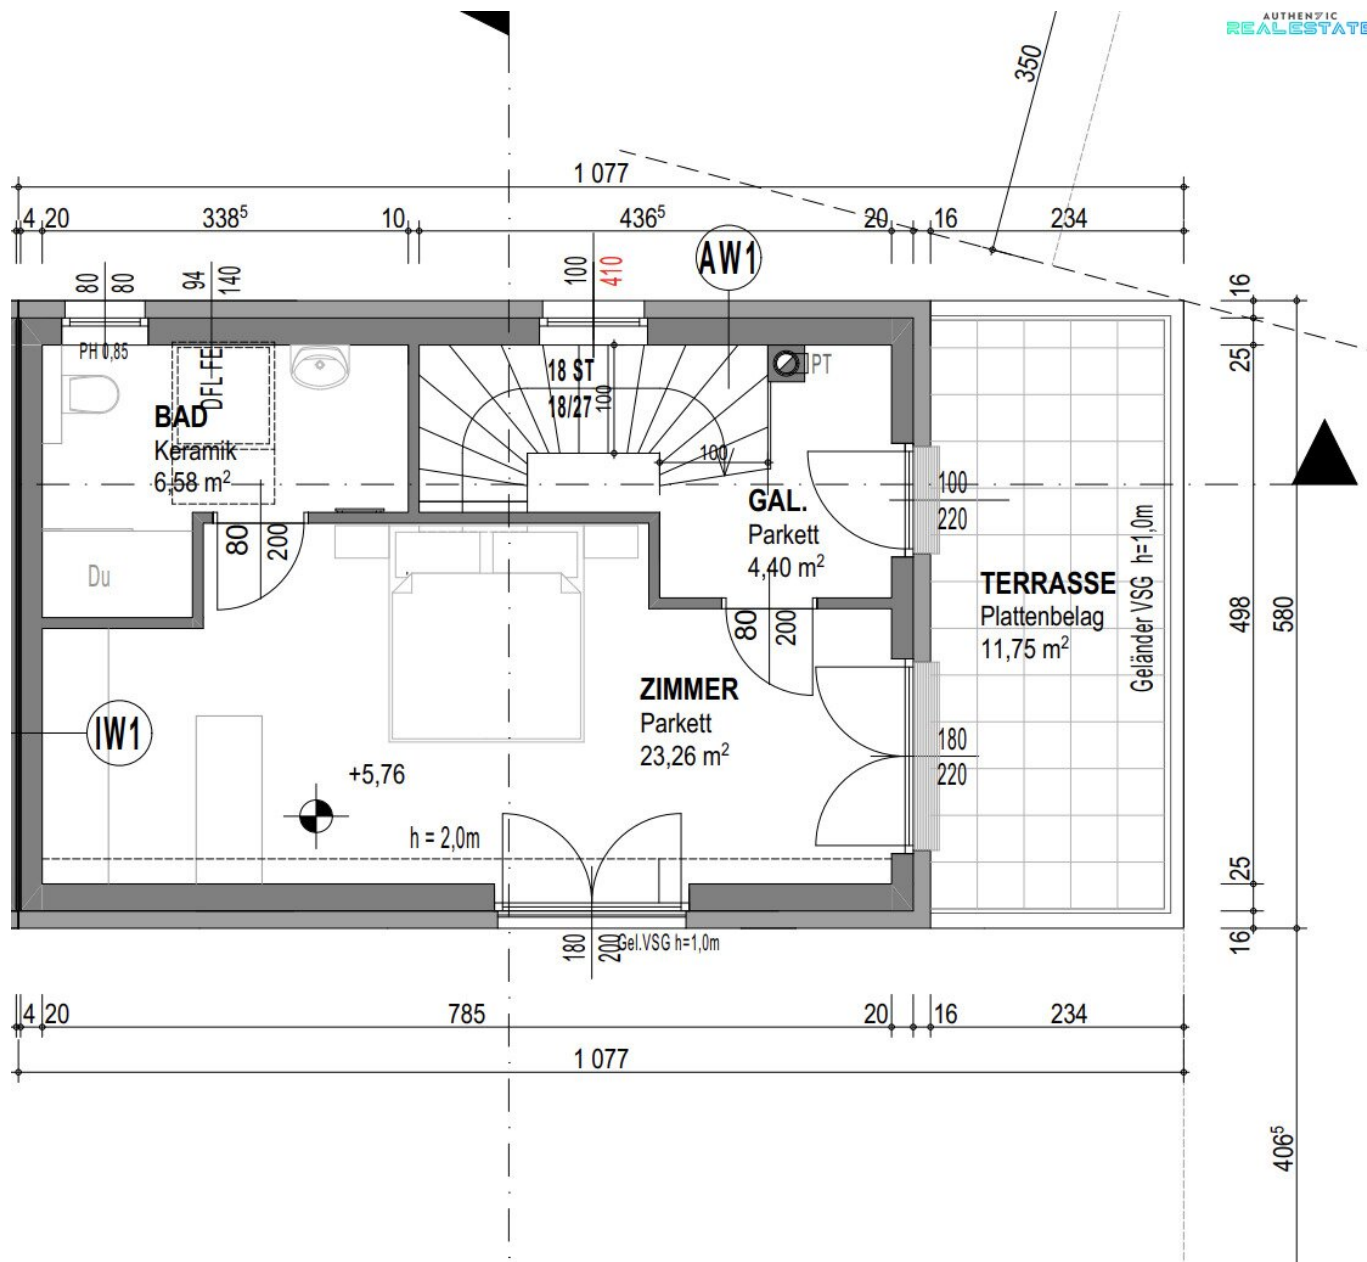 AUTHENTIC
REAL ESTATE
350
1 077
4 20 338⁵ 10 436⁵ 20 16 234
80
80
94
140
100
410
AW1
16
25
PH 0,85
DFL-FE
18 ST
18/27
100
PT
BAD
Keramik
6,58 m²
100
GAL.
Parkett
4,40 m²
100
220
80
200
Du
80
200
TERRASSE
Plattenbelag
11,75 m²
Geländer VSG h=1,0m
498
580
ZIMMER
Parkett
23,26 m²
IW1
+5,76
180
220
h = 2,0m
25
16
180
200
Gel.VSG h=1,0m
4 20 785 20 16 234
1 077
406⁵